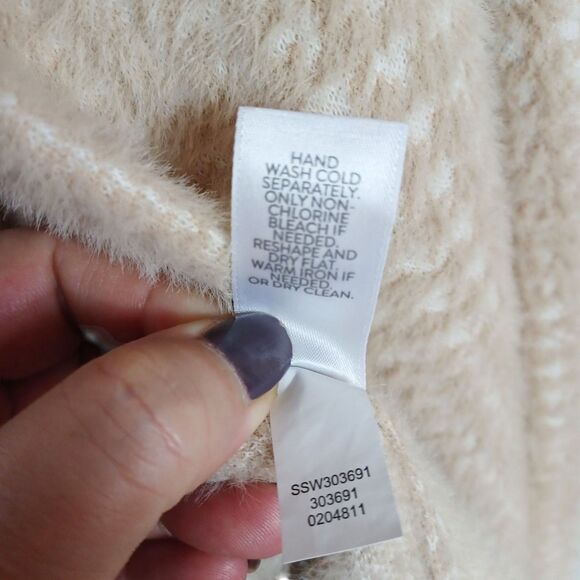 HAND
WASH COLD
SEPARATELY.
ONLY NON-
CHLORINE
BLEACH IF
NEEDED.
RESHAPE AND
DRY FLAT.
WARM IRON IF
NEEDED.
OR DRY CLEAN.
SSW303691
303691
0204811